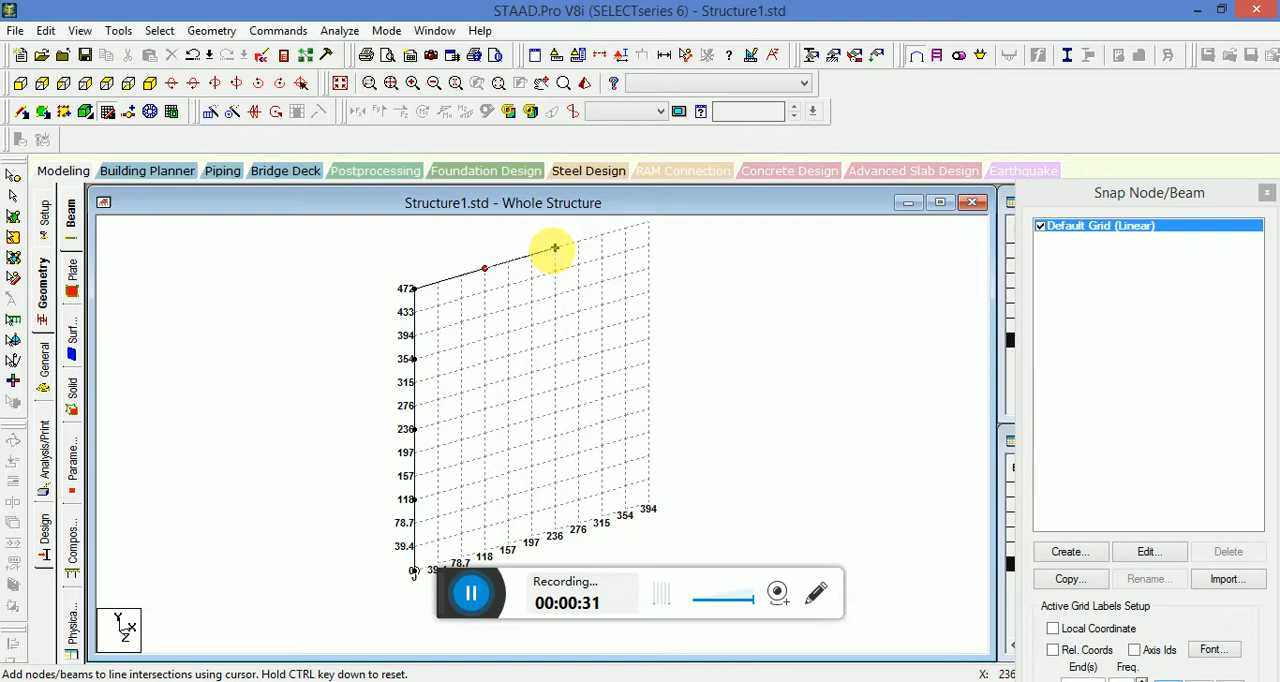 STAAD.Pro V8i (SELECTseries 6) - Structure1.std
File Edit View Tools Select Geometry Commands Analyze Mode Window Help
Modeling Building Planner Piping Bridge Deck Postprocessing Foundation Design Steel Design RAM Connection Concrete Design Advanced Slab Design Earthquake
Structure1.std - Whole Structure
Snap Node/Beam
Default Grid (Linear)
Setup
Geometry
General
Analysis/Print
Design
Beam
Plate
Surf...
Solid
Parame...
Compos...
Physica...
472
433
394
354
315
276
236
197
157
118
78.7
39.4
0
78.7 118 157 197 236 276 315 354 394
Recording...
00:00:31
Y
X
Z
Create... Edit... Delete
Copy... Rename... Import...
Active Grid Labels Setup
Local Coordinate
Rel. Coords Axis Ids Font...
End(s) Freq.
Add nodes/beams to line intersections using cursor. Hold CTRL key down to reset.
X: 236